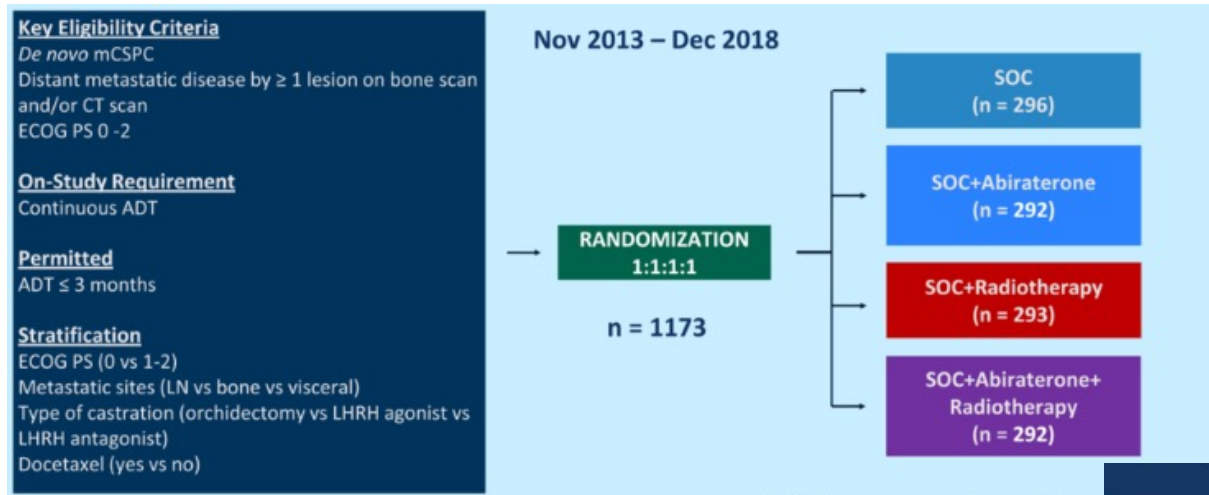 Key Eligibility Criteria
De novo mCSPC
Distant metastatic disease by ≥ 1 lesion on bone scan
and/or CT scan
ECOG PS 0 -2
On-Study Requirement
Continuous ADT
Permitted
ADT ≤ 3 months
Stratification
ECOG PS (0 vs 1-2)
Metastatic sites (LN vs bone vs visceral)
Type of castration (orchidectomy vs LHRH agonist vs
LHRH antagonist)
Docetaxel (yes vs no)
Nov 2013 – Dec 2018
RANDOMIZATION
1:1:1:1
n = 1173
SOC
(n = 296)
SOC+Abiraterone
(n = 292)
SOC+Radiotherapy
(n = 293)
SOC+Abiraterone+
Radiotherapy
(n = 292)